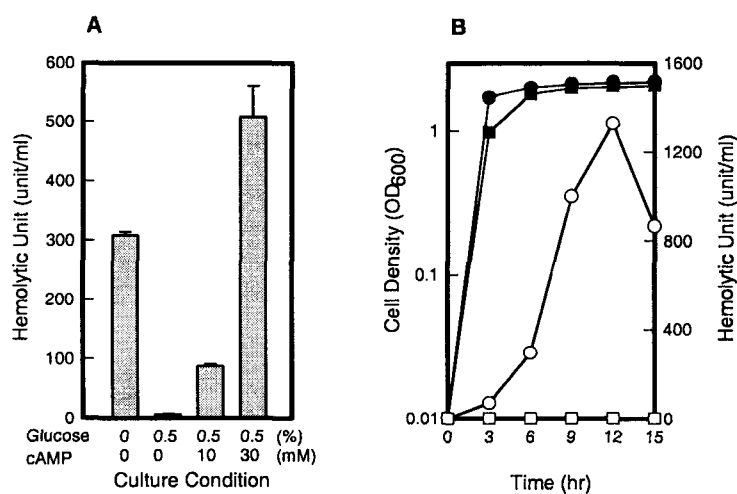 A
B
Hemolytic Unit (unit/ml)
600
500
400
300
200
100
0
Glucose 0 0.5 0.5 0.5 (%)
cAMP 0 0 10 30 (mM)
Culture Condition
Cell Density (OD600)
1
0.1
0.01
1600
1200
800
400
0
Hemolytic Unit (unit/ml)
0 3 6 9 12 15
Time (hr)